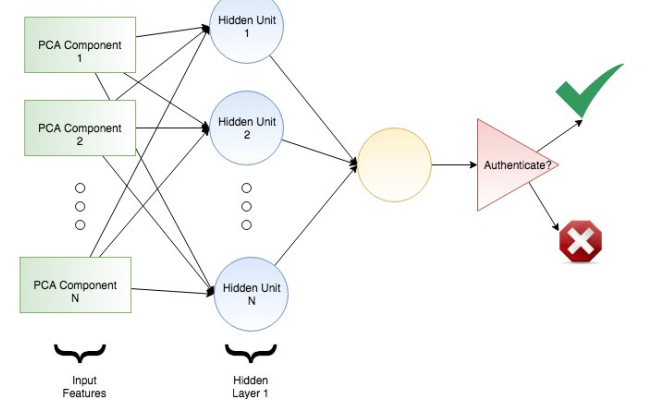 PCA Component
1
Hidden Unit
1
PCA Component
2
Hidden Unit
2
Authenticate?
PCA Component
N
Hidden Unit
N
Input
Features
Hidden
Layer 1